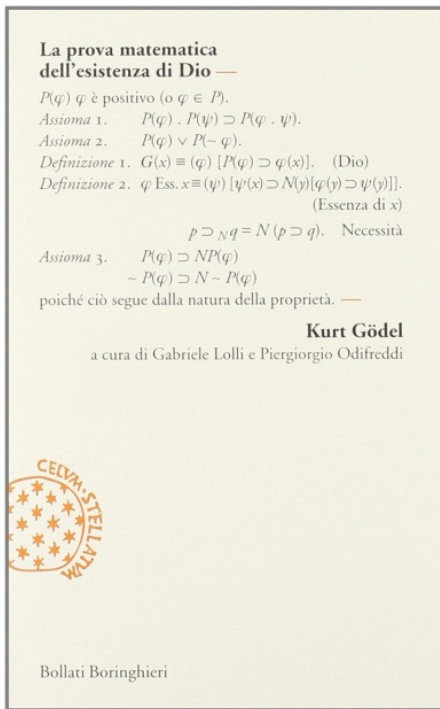 La prova matematica
dell'esistenza di Dio —
P(φ) φ è positivo (o φ ∈ P).
Assioma 1. P(φ) . P(ψ) ⊃ P(φ . ψ).
Assioma 2. P(φ) ∨ P(~ φ).
Definizione 1. G(x) ≡ (φ) [P(φ) ⊃ φ(x)]. (Dio)
Definizione 2. φ Ess. x ≡ (ψ) [ψ(x) ⊃ N(y)[φ(y) ⊃ ψ(y)]].
(Essenza di x)
p ⊃ N q = N (p ⊃ q). Necessità
Assioma 3. P(φ) ⊃ NP(φ)
~ P(φ) ⊃ N ~ P(φ)
poiché ciò segue dalla natura della proprietà. —
Kurt Gödel
a cura di Gabriele Lolli e Piergiorgio Odifreddi
CELVM · STELLATVM
Bollati Boringhieri